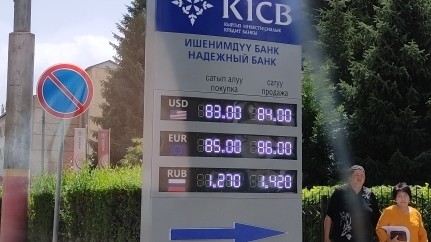 KICB
КЫРГЫЗ ИНВЕСТИЦИЯЛЫК
КРЕДИТ БАНКЫ
ИШЕНИМДҮҮ БАНК
НАДЕЖНЫЙ БАНК
сатып алуу сатуу
покупка продажа
USD 83.00 84.00
EUR 85.00 86.00
RUB 1.270 1.420